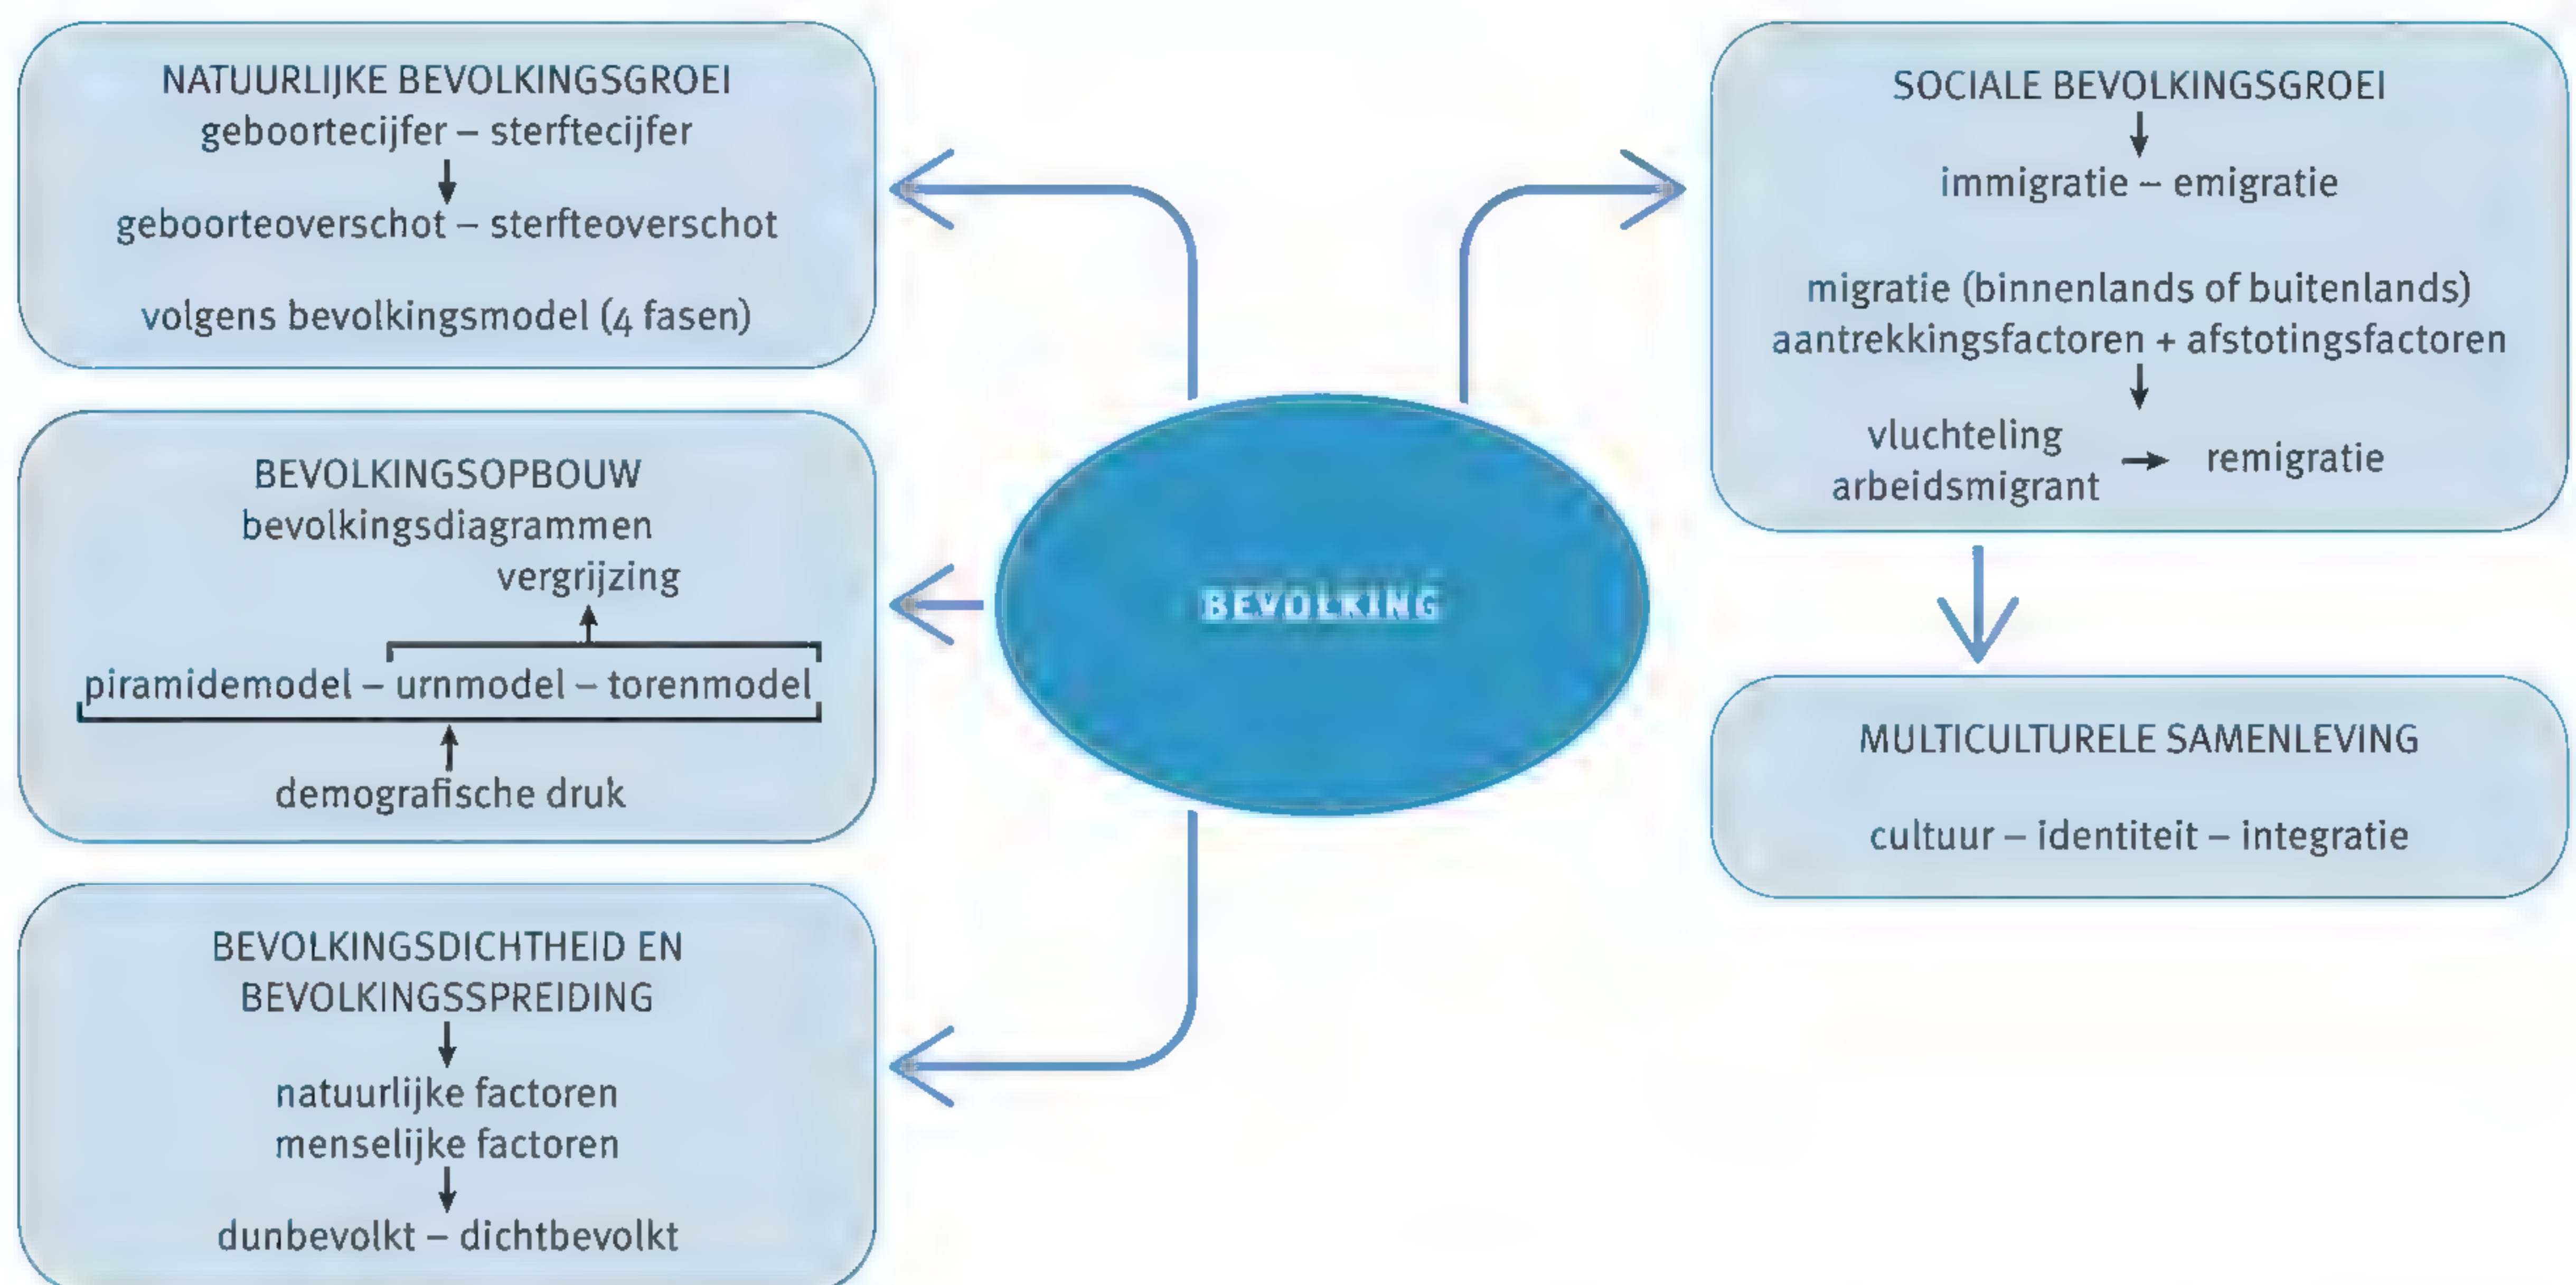 NATUURLIJKE BEVOLKINGSGROEI
geboortecijfer – sterftecijfer
geboorteoverschot – sterfteoverschot
volgens bevolkingsmodel (4 fasen)
BEVOLKINGSOPBOUW
bevolkingsdiagrammen
vergrijzing
piramidemodel – urnmodel – torenmodel
demografische druk
BEVOLKINGSDICHTHEID EN
BEVOLKINGSSPREIDING
natuurlijke factoren
menselijke factoren
dunbevolkt – dichtbevolkt
BEVOLKING
SOCIALE BEVOLKINGSGROEI
immigratie – emigratie
migratie (binnenlands of buitenlands)
aantrekkingsfactoren + afstotingsfactoren
vluchteling
arbeidsmigrant
remigratie
MULTICULTURELE SAMENLEVING
cultuur – identiteit – integratie